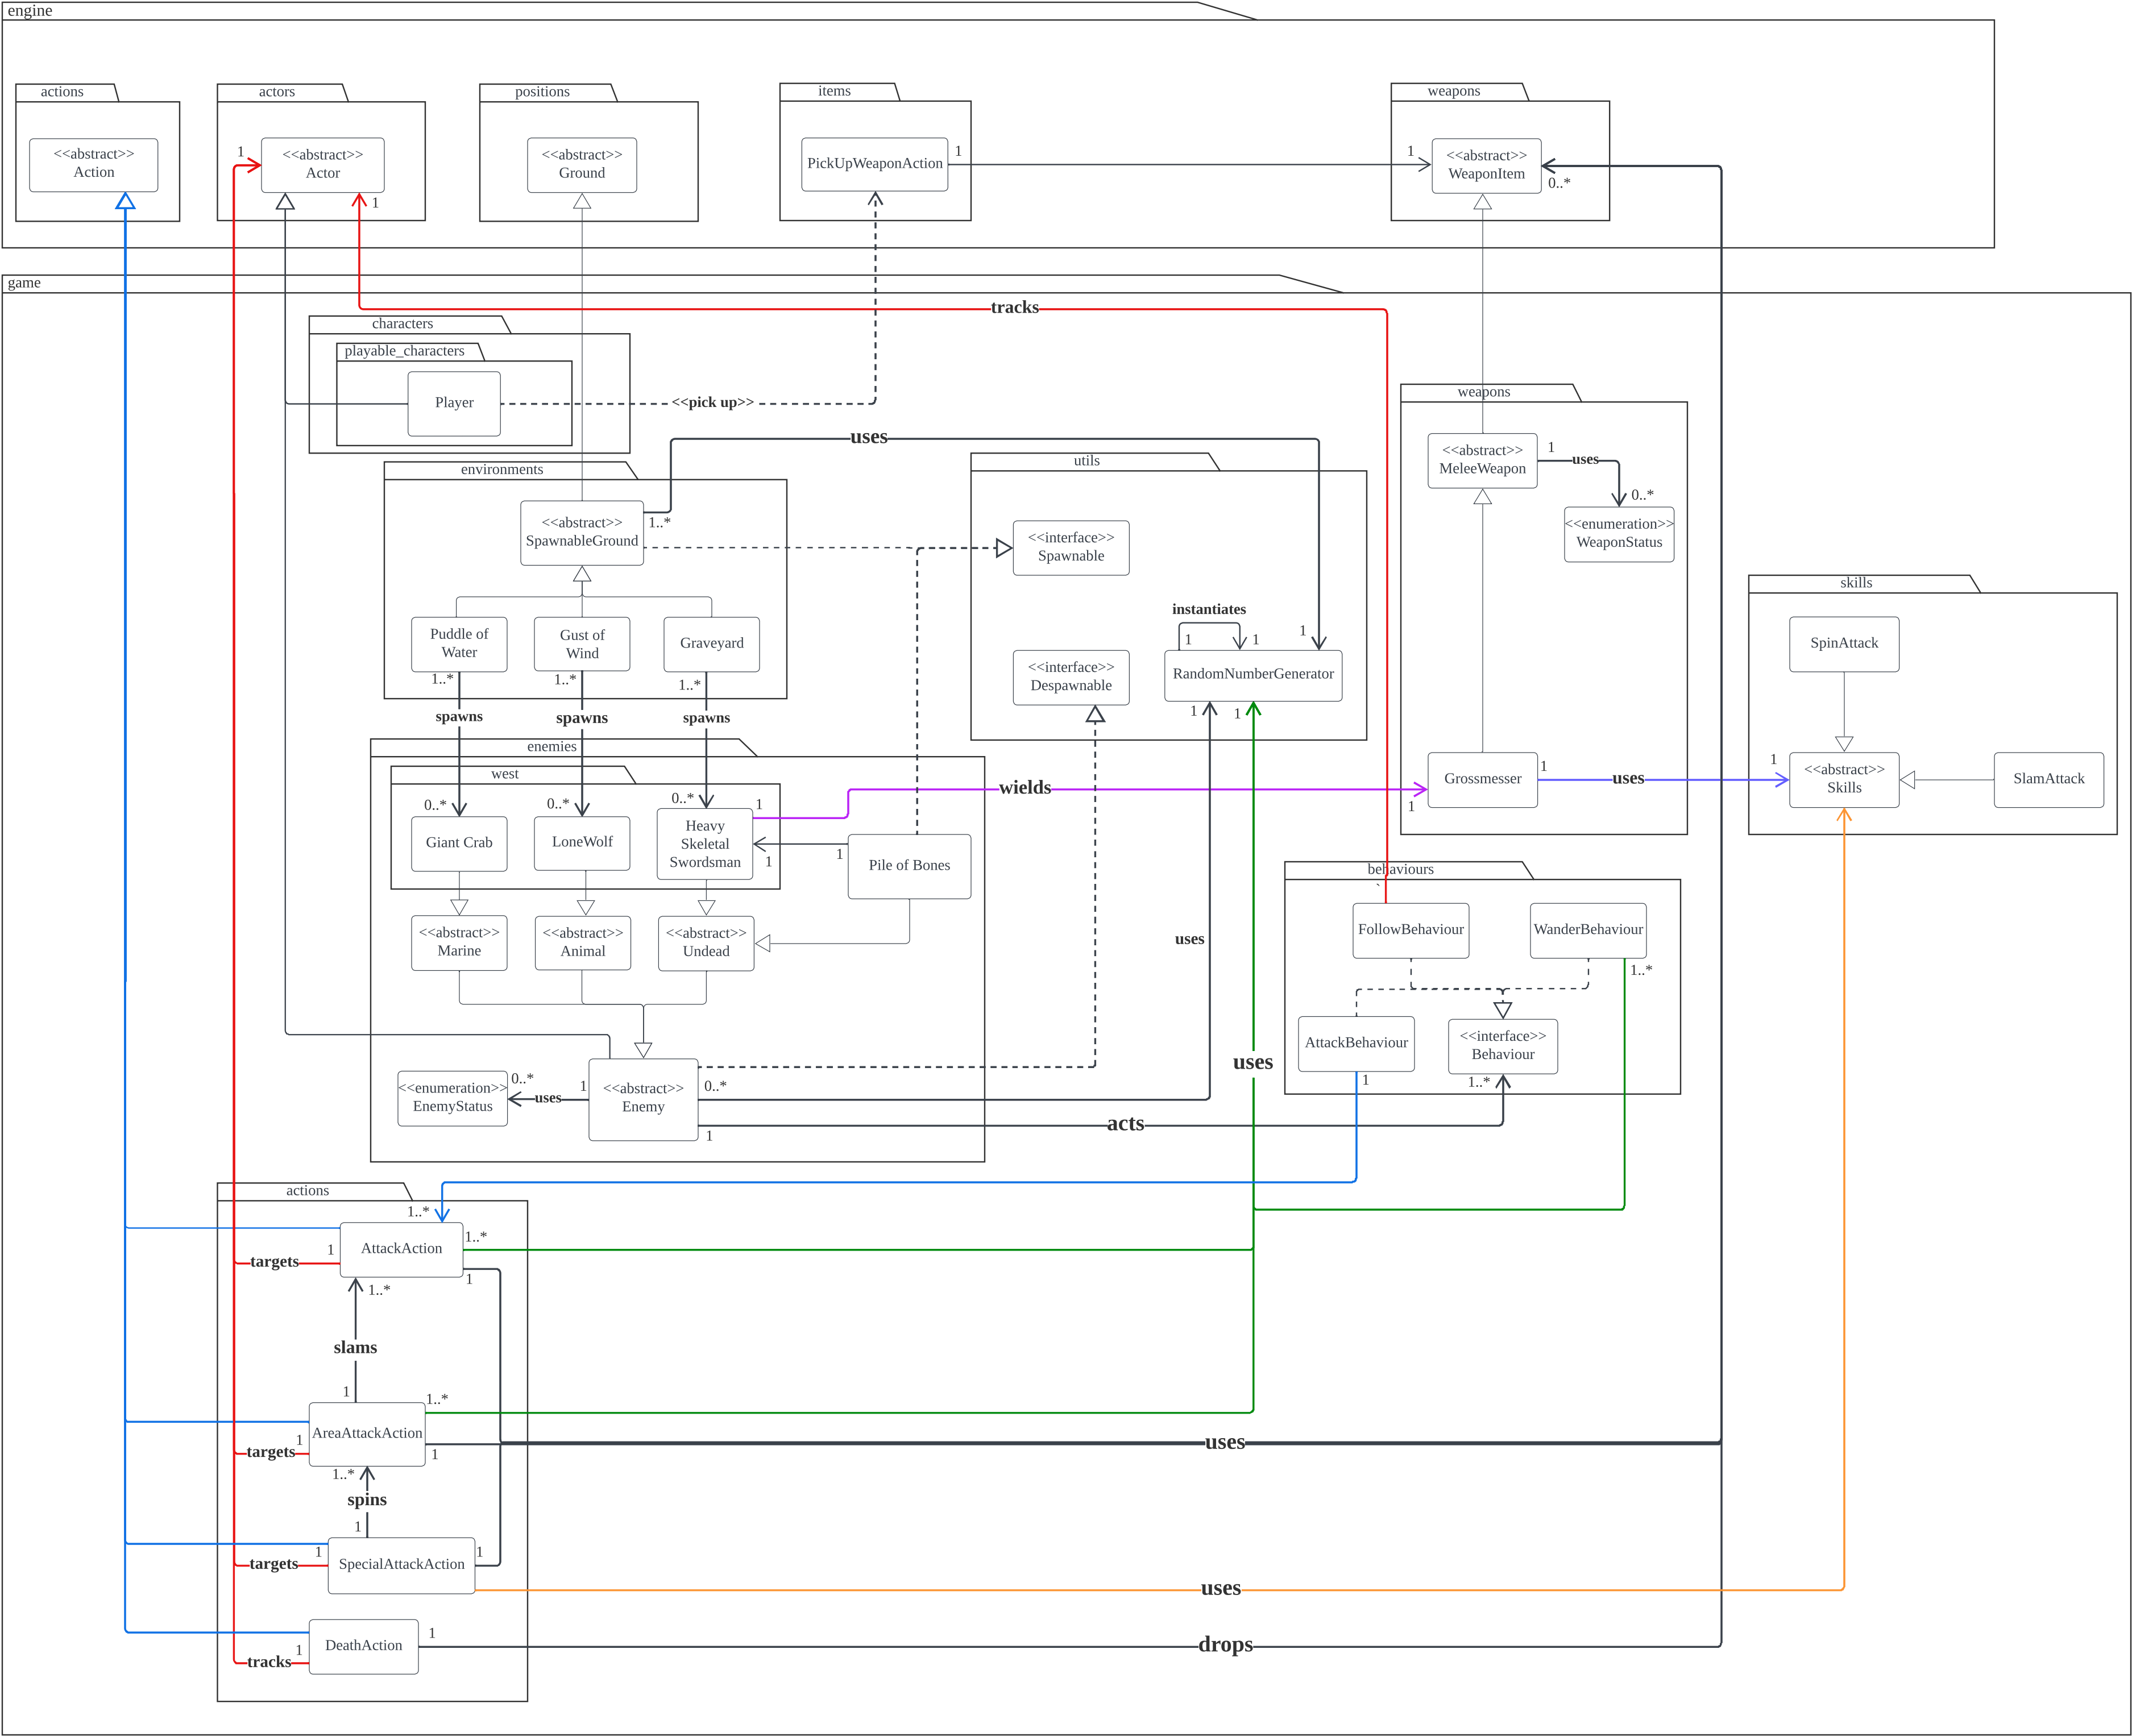 engine
actions
actors
positions
items
weapons
<<abstract>>
Action
1
<<abstract>>
Actor
1
<<abstract>>
Ground
PickUpWeaponAction
1
1
<<abstract>>
WeaponItem
0..*
game
tracks
characters
playable_characters
Player
<<pick up>>
weapons
uses
environments
utils
<<abstract>>
MeleeWeapon
1
uses
0..*
<<enumeration>>
WeaponStatus
<<abstract>>
SpawnableGround
1..*
<<interface>>
Spawnable
skills
Puddle of
Water
Gust of
Wind
Graveyard
instantiates
1
1
1
<<interface>>
Despawnable
RandomNumberGenerator
SpinAttack
1..*
1..*
1..*
spawns
spawns
spawns
1
1
enemies
west
wields
Grossmesser
1
uses
1
<<abstract>>
Skills
SlamAttack
0..*
0..*
0..*
1
1
Giant Crab
LoneWolf
Heavy
Skeletal
Swordsman
1
1
Pile of Bones
behaviours
`
<<abstract>>
Marine
<<abstract>>
Animal
<<abstract>>
Undead
uses
FollowBehaviour
WanderBehaviour
1..*
AttackBehaviour
<<interface>>
Behaviour
uses
1
1..*
<<enumeration>>
EnemyStatus
0..*
uses
1
<<abstract>>
Enemy
0..*
1
acts
actions
1..*
AttackAction
1..*
1
targets
1
1..*
slams
1
1..*
AreaAttackAction
1
targets
1
uses
1..*
spins
1
SpecialAttackAction
1
targets
1
uses
DeathAction
1
drops
1
tracks